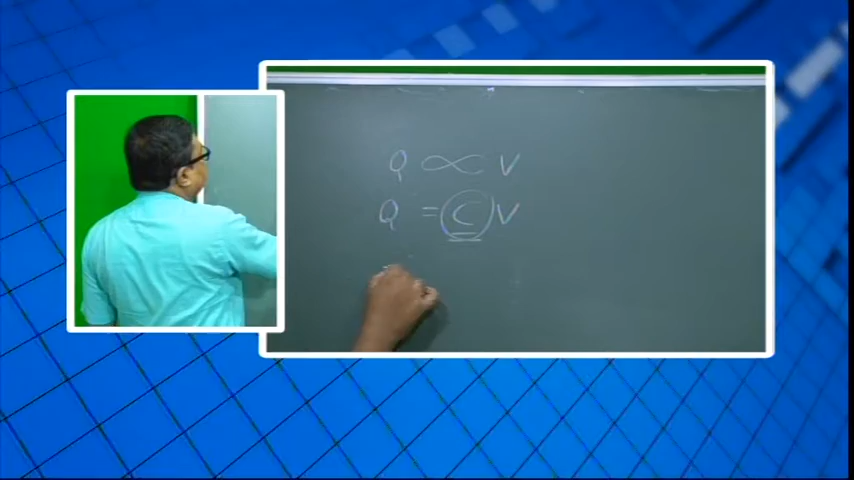 Q ∝ V
Q = C V